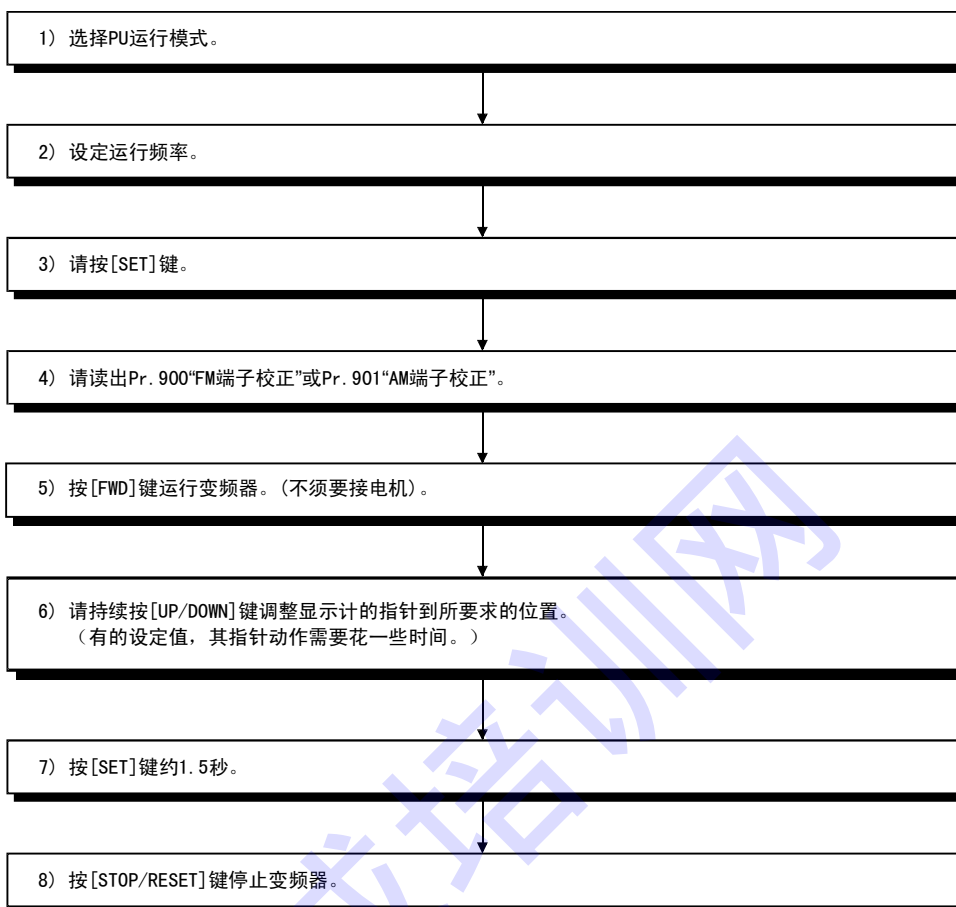 1) 选择PU运行模式。
2) 设定运行频率。
3) 请按[SET]键。
4) 请读出Pr.900“FM端子校正”或Pr.901“AM端子校正”。
5) 按[FWD]键运行变频器。(不须要接电机)。
6) 请持续按[UP/DOWN]键调整显示计的指针到所要求的位置。
（有的设定值，其指针动作需要花一些时间。）
7) 按[SET]键约1.5秒。
8) 按[STOP/RESET]键停止变频器。
成培训网